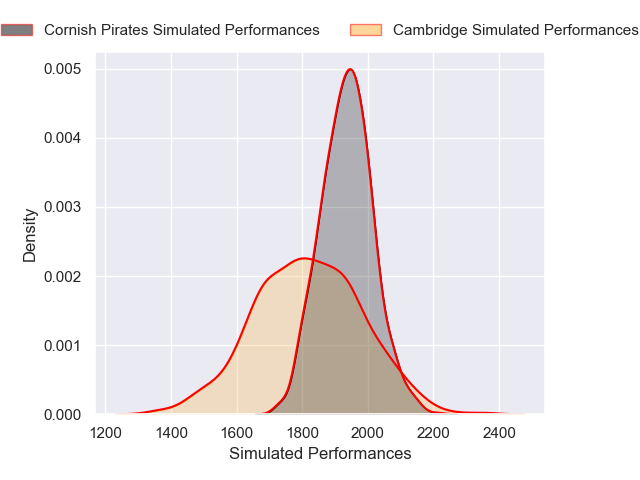 Cornish Pirates Simulated Performances
Cambridge Simulated Performances
0.005
0.004
0.003
0.002
0.001
0.000
Density
1200 1400 1600 1800 2000 2200 2400
Simulated Performances